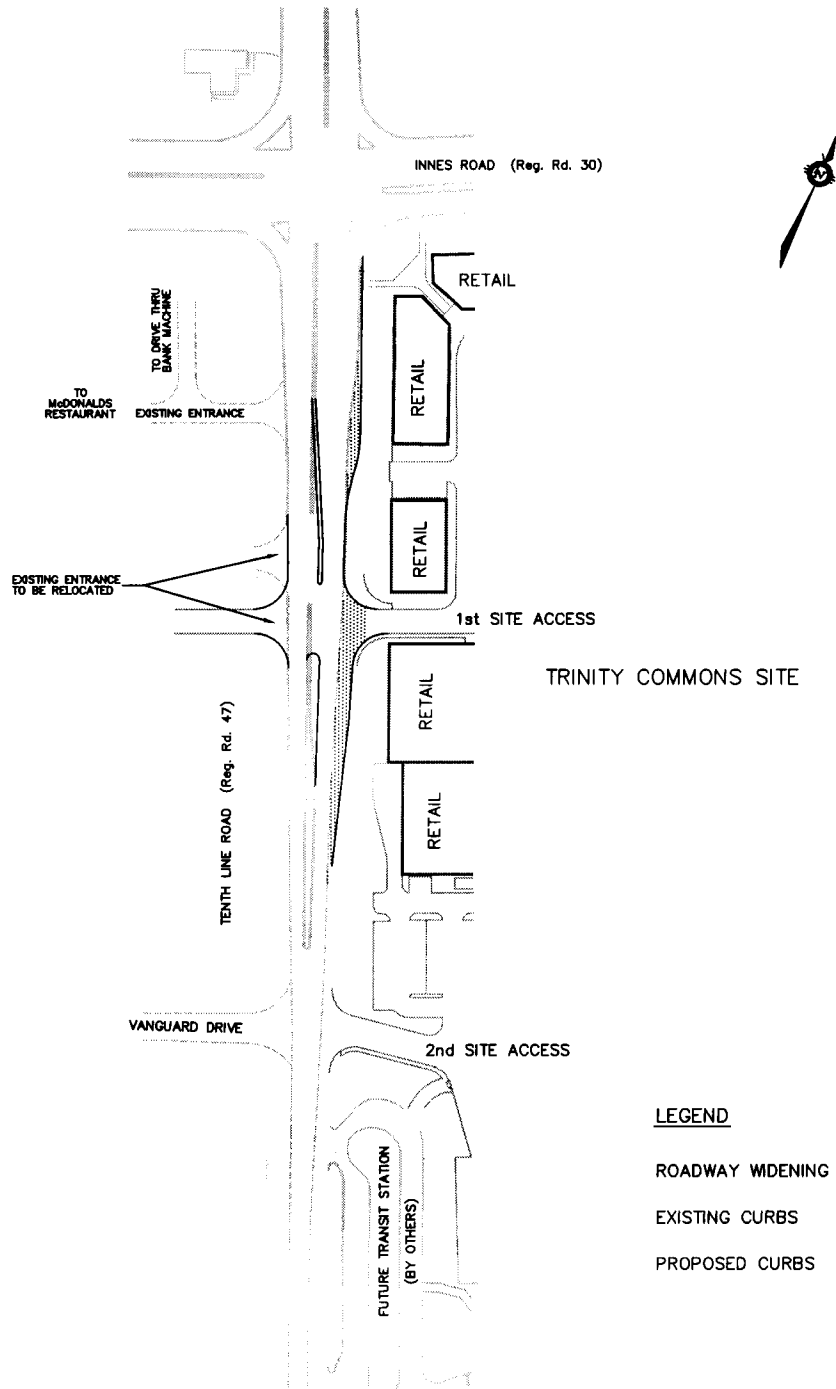 INNES ROAD (Reg. Rd. 30)
N
RETAIL
TO DRIVE THRU
BANK MACHINE
RETAIL
TO
McDONALDS
RESTAURANT
EXISTING ENTRANCE
RETAIL
EXISTING ENTRANCE
TO BE RELOCATED
1st SITE ACCESS
TRINITY COMMONS SITE
RETAIL
TENTH LINE ROAD (Reg. Rd. 47)
RETAIL
VANGUARD DRIVE
2nd SITE ACCESS
FUTURE TRANSIT STATION
(BY OTHERS)
LEGEND
ROADWAY WIDENING
EXISTING CURBS
PROPOSED CURBS